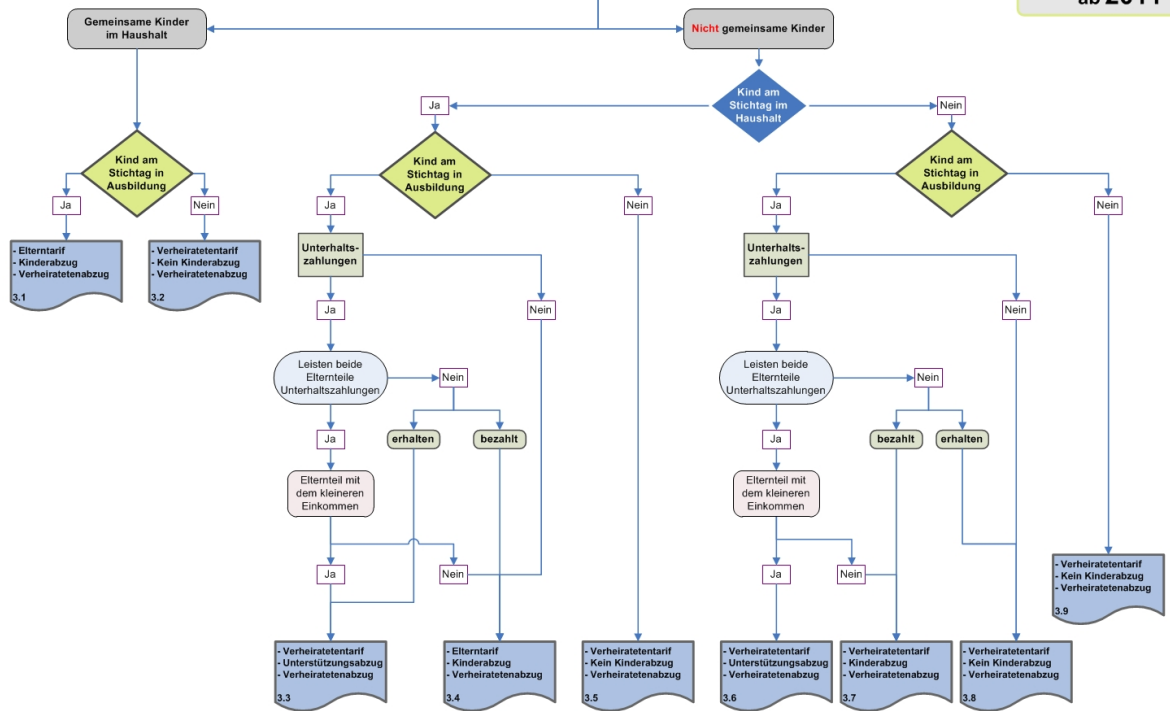 ab 2011
Gemeinsame Kinder
im Haushalt
Nicht gemeinsame Kinder
Kind am
Stichtag im
Haushalt
Ja
Nein
Kind am
Stichtag in
Ausbildung
Kind am
Stichtag in
Ausbildung
Kind am
Stichtag in
Ausbildung
Ja
Nein
Ja
Nein
Ja
Nein
- Elterntarif
- Kinderabzug
- Verheiratetenabzug
3.1
- Verheiratetentarif
- Kein Kinderabzug
- Verheiratetenabzug
3.2
Unterhalts-
zahlungen
Unterhalts-
zahlungen
Ja
Nein
Ja
Nein
Leisten beide
Elternteile
Unterhaltszahlungen
Nein
Leisten beide
Elternteile
Unterhaltszahlungen
Nein
Ja
erhalten
bezahlt
Ja
bezahlt
erhalten
Elternteil mit
dem kleineren
Einkommen
Elternteil mit
dem kleineren
Einkommen
Ja
Nein
Ja
Nein
- Verheiratetentarif
- Kein Kinderabzug
- Verheiratetenabzug
3.9
- Verheiratetentarif
- Unterstützungsabzug
- Verheiratetenabzug
3.3
- Elterntarif
- Kinderabzug
- Verheiratetenabzug
3.4
- Verheiratetentarif
- Kein Kinderabzug
- Verheiratetenabzug
3.5
- Verheiratetentarif
- Unterstützungsabzug
- Verheiratetenabzug
3.6
- Verheiratetentarif
- Kinderabzug
- Verheiratetenabzug
3.7
- Verheiratetentarif
- Kein Kinderabzug
- Verheiratetenabzug
3.8